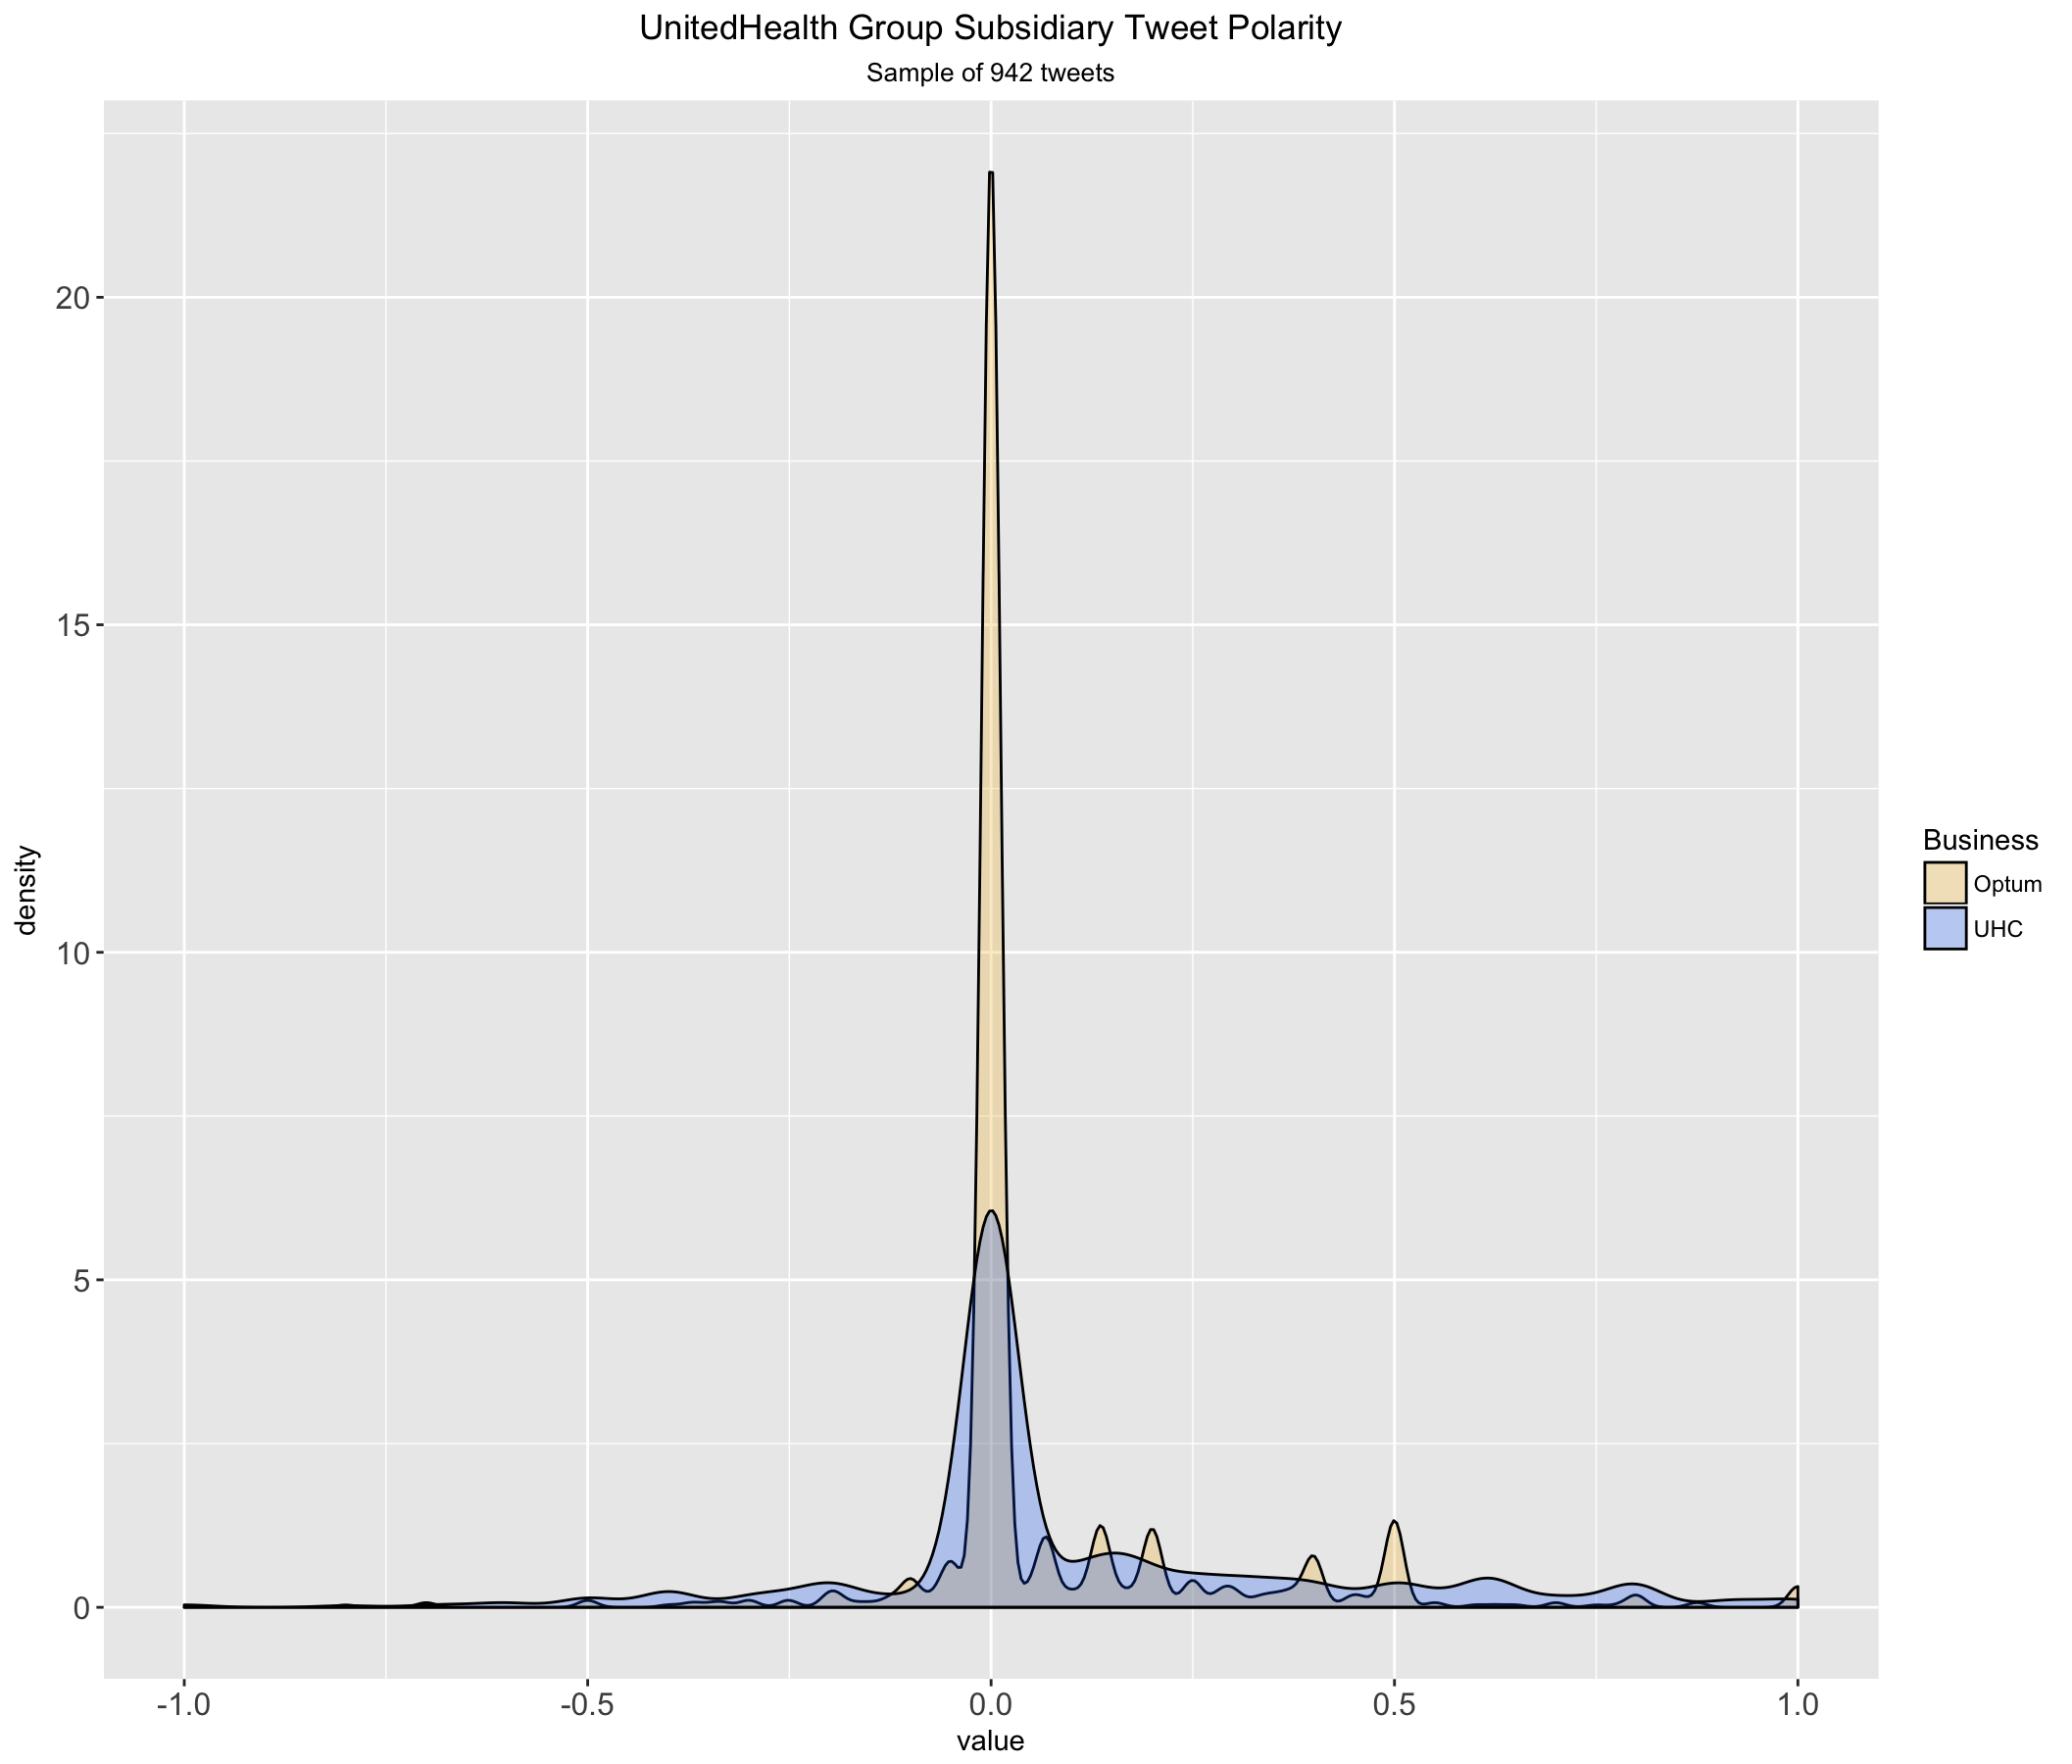 UnitedHealth Group Subsidiary Tweet Polarity
Sample of 942 tweets
20
15
10
5
0
density
-1.0
-0.5
0.0
0.5
1.0
value
Business
Optum
UHC